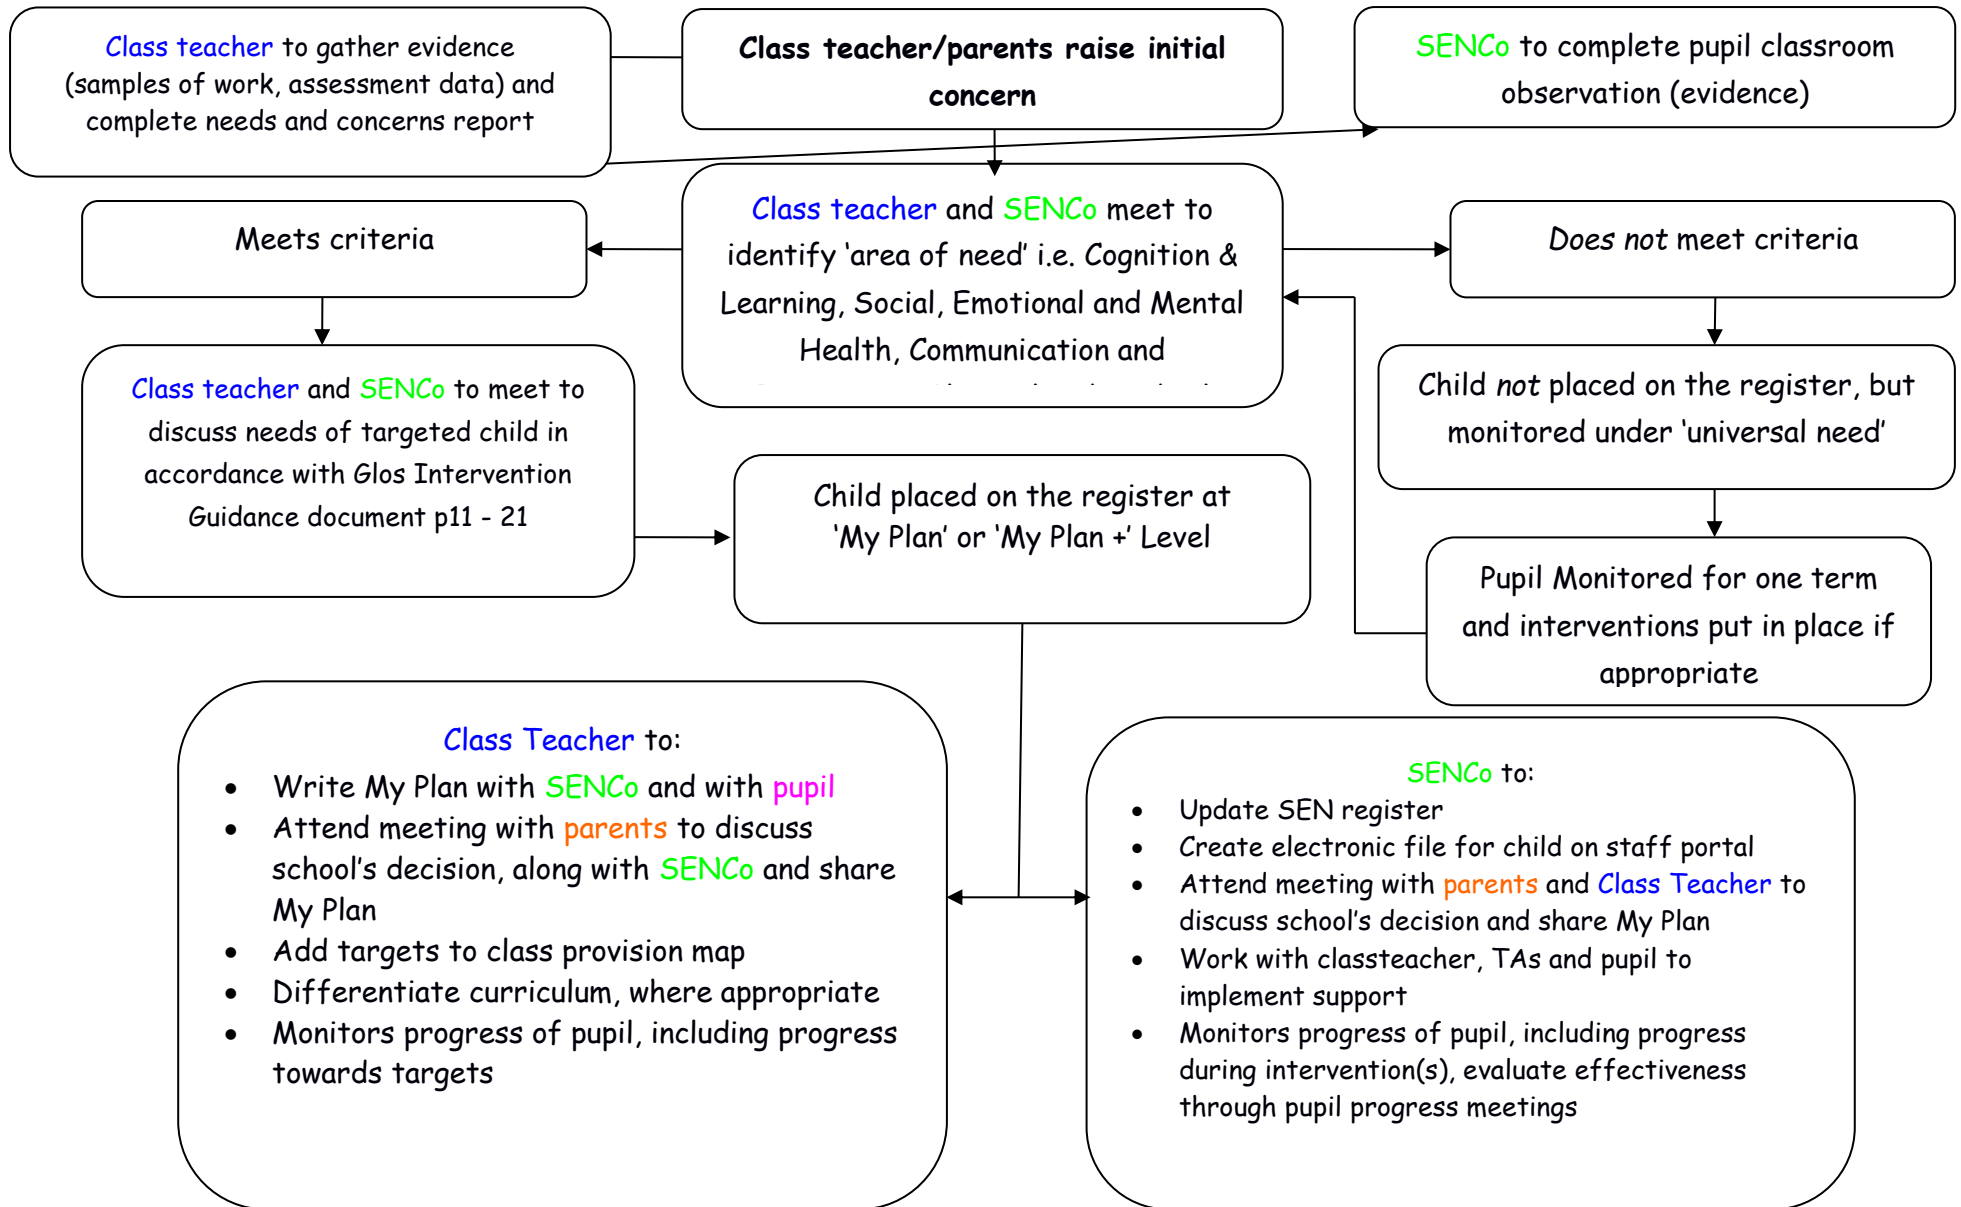 Class teacher to gather evidence
(samples of work, assessment data) and
complete needs and concerns report
Class teacher/parents raise initial
concern
SENCo to complete pupil classroom
observation (evidence)
Meets criteria
Class teacher and SENCo meet to
identify ‘area of need’ i.e. Cognition &
Learning, Social, Emotional and Mental
Health, Communication and
Does not meet criteria
Class teacher and SENCo to meet to
discuss needs of targeted child in
accordance with Glos Intervention
Guidance document p11 - 21
Child placed on the register at
‘My Plan’ or ‘My Plan +’ Level
Child not placed on the register, but
monitored under ‘universal need’
Pupil Monitored for one term
and interventions put in place if
appropriate
Class Teacher to:
• Write My Plan with SENCo and with pupil
• Attend meeting with parents to discuss
school’s decision, along with SENCo and share
My Plan
• Add targets to class provision map
• Differentiate curriculum, where appropriate
• Monitors progress of pupil, including progress
towards targets
SENCo to:
• Update SEN register
• Create electronic file for child on staff portal
• Attend meeting with parents and Class Teacher to
discuss school’s decision and share My Plan
• Work with classteacher, TAs and pupil to
implement support
• Monitors progress of pupil, including progress
during intervention(s), evaluate effectiveness
through pupil progress meetings